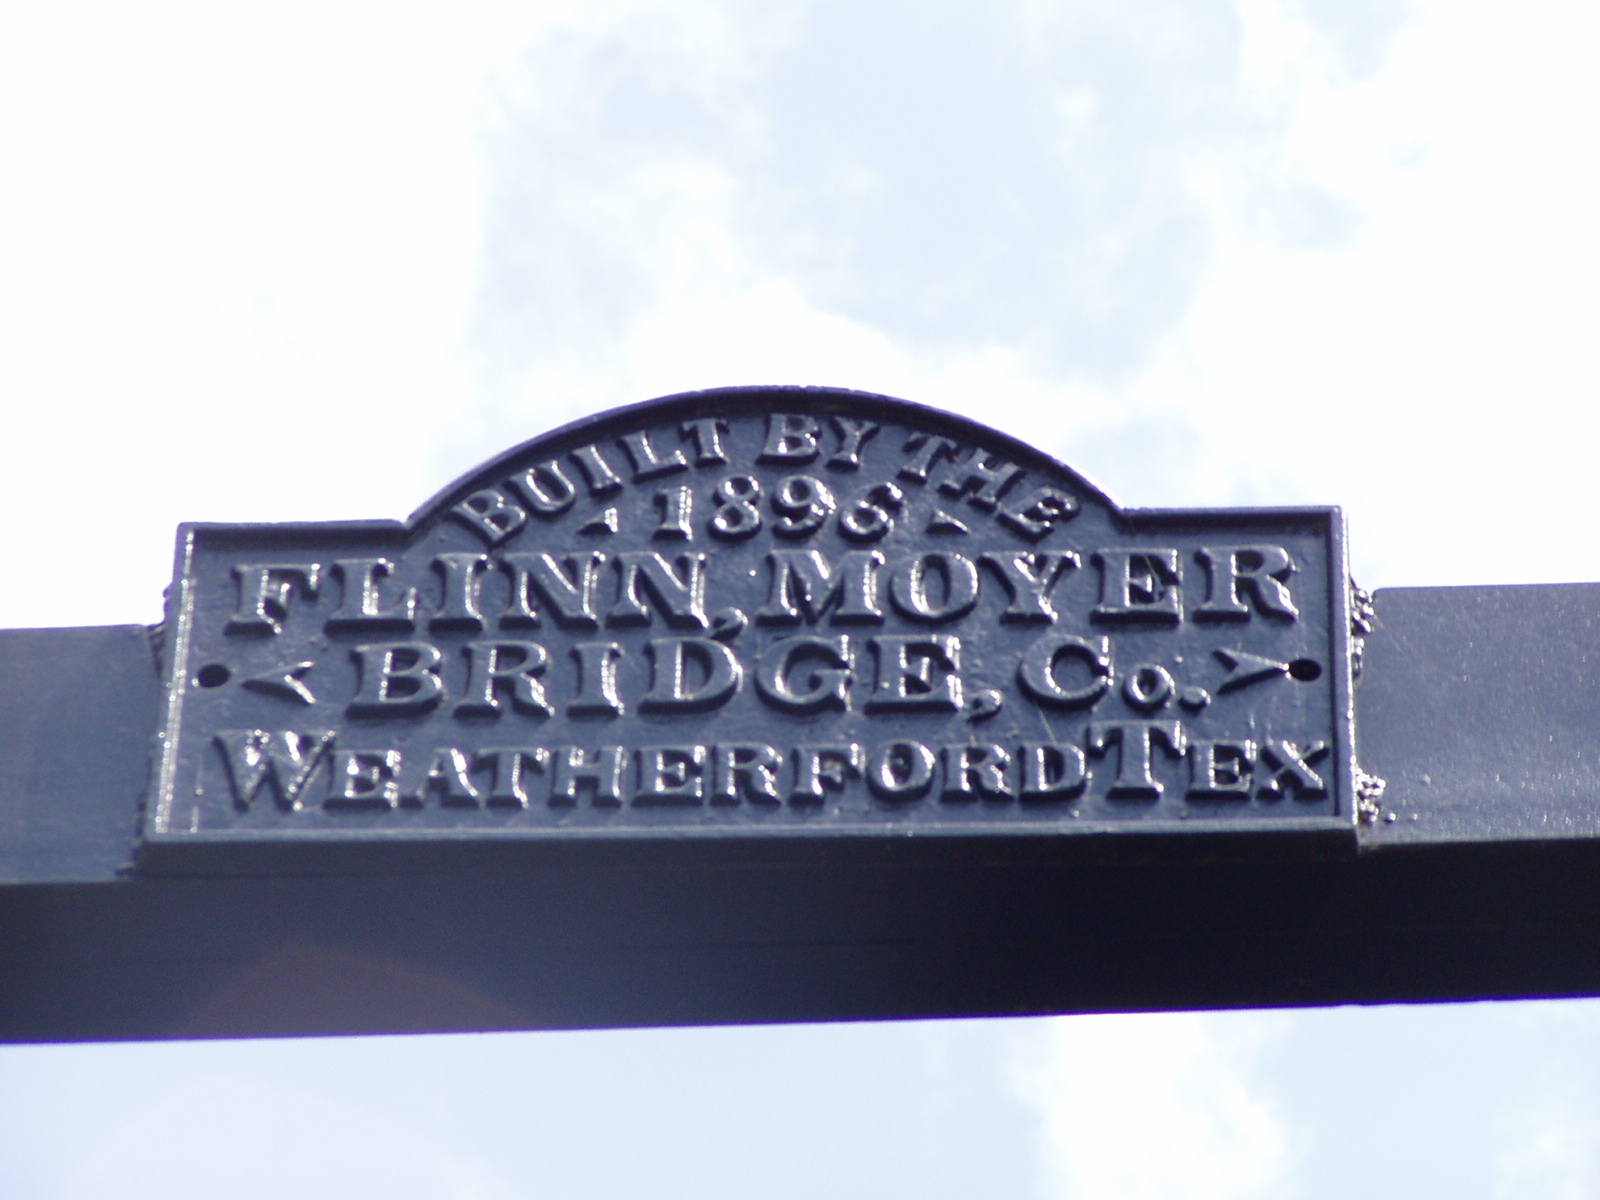 BUILT BY THE
1896
FLINN, MOYER
BRIDGE, Co.
WEATHERFORD TEX